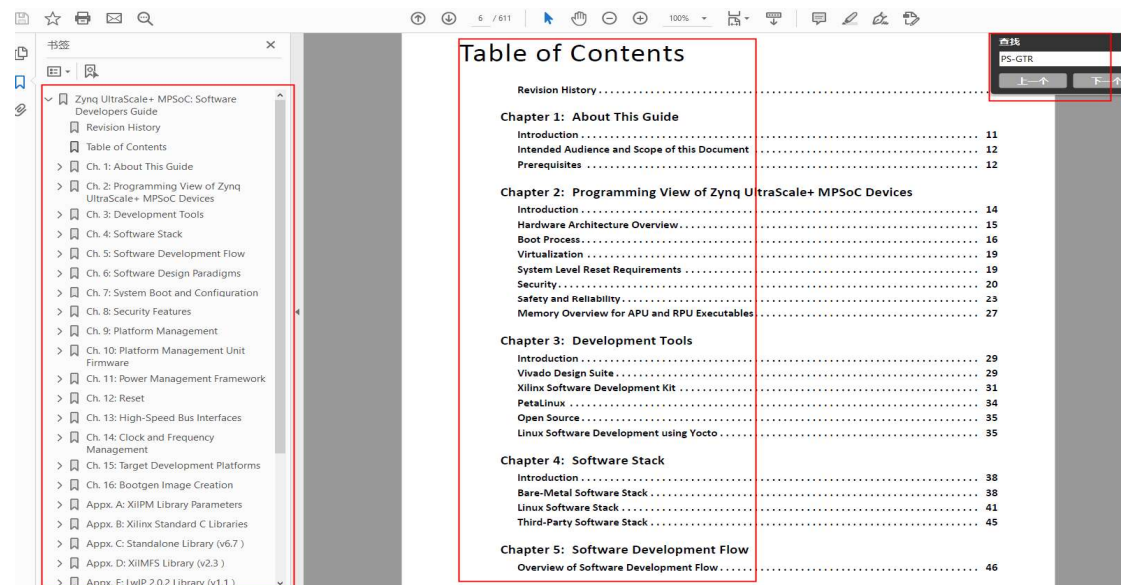 6 / 611
100%
书签
Zynq UltraScale+ MPSoC: Software
Developers Guide
Revision History
Table of Contents
Ch. 1: About This Guide
Ch. 2: Programming View of Zynq
UltraScale+ MPSoC Devices
Ch. 3: Development Tools
Ch. 4: Software Stack
Ch. 5: Software Development Flow
Ch. 6: Software Design Paradigms
Ch. 7: System Boot and Configuration
Ch. 8: Security Features
Ch. 9: Platform Management
Ch. 10: Platform Management Unit
Firmware
Ch. 11: Power Management Framework
Ch. 12: Reset
Ch. 13: High-Speed Bus Interfaces
Ch. 14: Clock and Frequency
Management
Ch. 15: Target Development Platforms
Ch. 16: Bootgen Image Creation
Appx. A: XilPM Library Parameters
Appx. B: Xilinx Standard C Libraries
Appx. C: Standalone Library (v6.7 )
Appx. D: XilMFS Library (v2.3 )
Appx. E: LwIP 2.0.2 Library (v1.1 )
Table of Contents
Revision History
Chapter 1: About This Guide
Introduction 11
Intended Audience and Scope of this Document 12
Prerequisites 12
Chapter 2: Programming View of Zynq UltraScale+ MPSoC Devices
Introduction 14
Hardware Architecture Overview 15
Boot Process 16
Virtualization 19
System Level Reset Requirements 19
Security 20
Safety and Reliability 23
Memory Overview for APU and RPU Executables 27
Chapter 3: Development Tools
Introduction 29
Vivado Design Suite 29
Xilinx Software Development Kit 31
PetaLinux 34
Open Source 35
Linux Software Development using Yocto 35
Chapter 4: Software Stack
Introduction 38
Bare-Metal Software Stack 38
Linux Software Stack 41
Third-Party Software Stack 45
Chapter 5: Software Development Flow
Overview of Software Development Flow 46
查找
PS-GTR
上一个 下一个